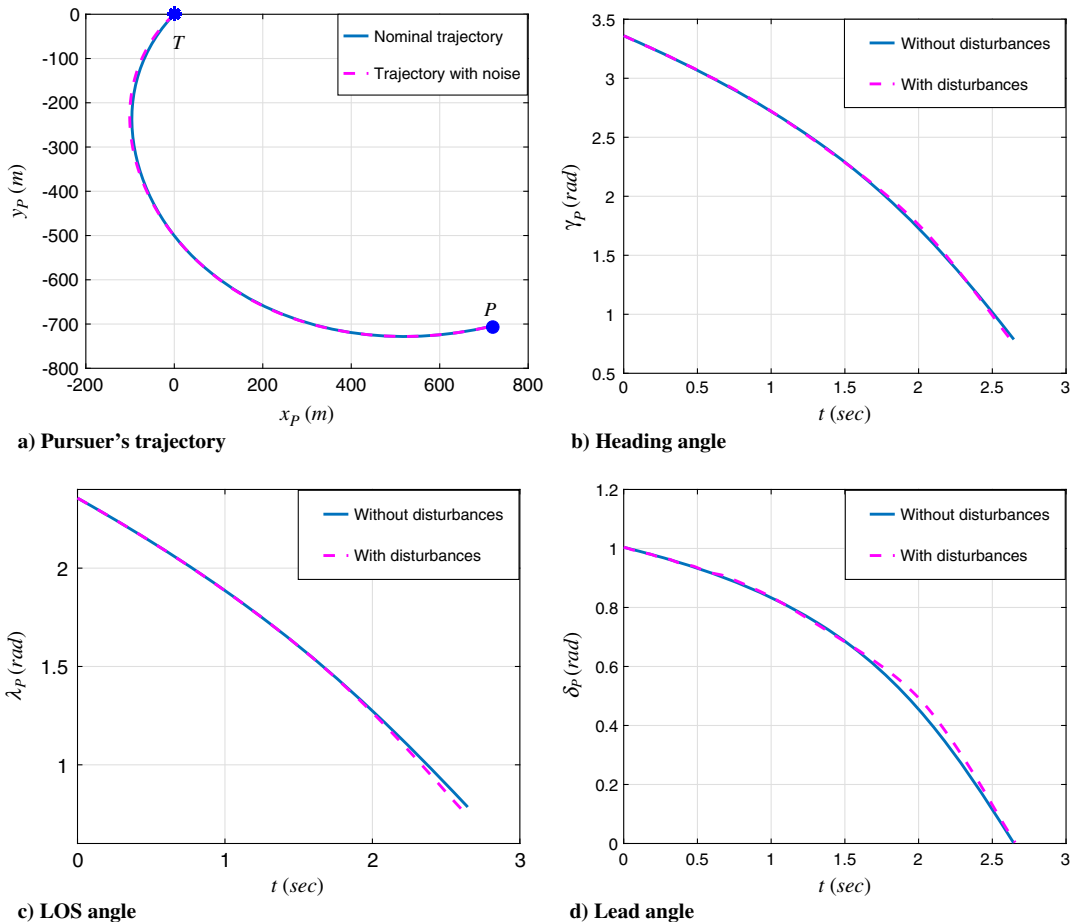 0
-100
-200
-300
-400
-500
-600
-700
-800
-200
0
200
400
600
800
y_P (m)
x_P (m)
T
P
Nominal trajectory
Trajectory with noise
a) Pursuer's trajectory
3.5
3
2.5
2
1.5
1
0.5
0
0.5
1
1.5
2
2.5
3
γ_P (rad)
t (sec)
Without disturbances
With disturbances
b) Heading angle
2
1.5
1
0
1
2
3
λ_P (rad)
t (sec)
Without disturbances
With disturbances
c) LOS angle
1.2
1
0.8
0.6
0.4
0.2
0
0
0.5
1
1.5
2
2.5
3
δ_P (rad)
t (sec)
Without disturbances
With disturbances
d) Lead angle